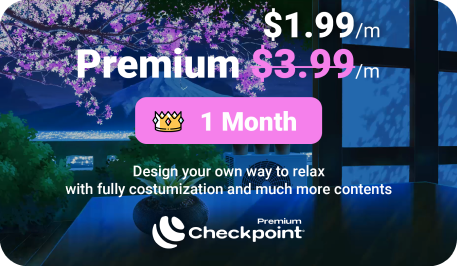 $1.99/m
Premium $3.99/m
1 Month
Design your own way to relax
with fully costumization and much more contents
Premium
Checkpoint